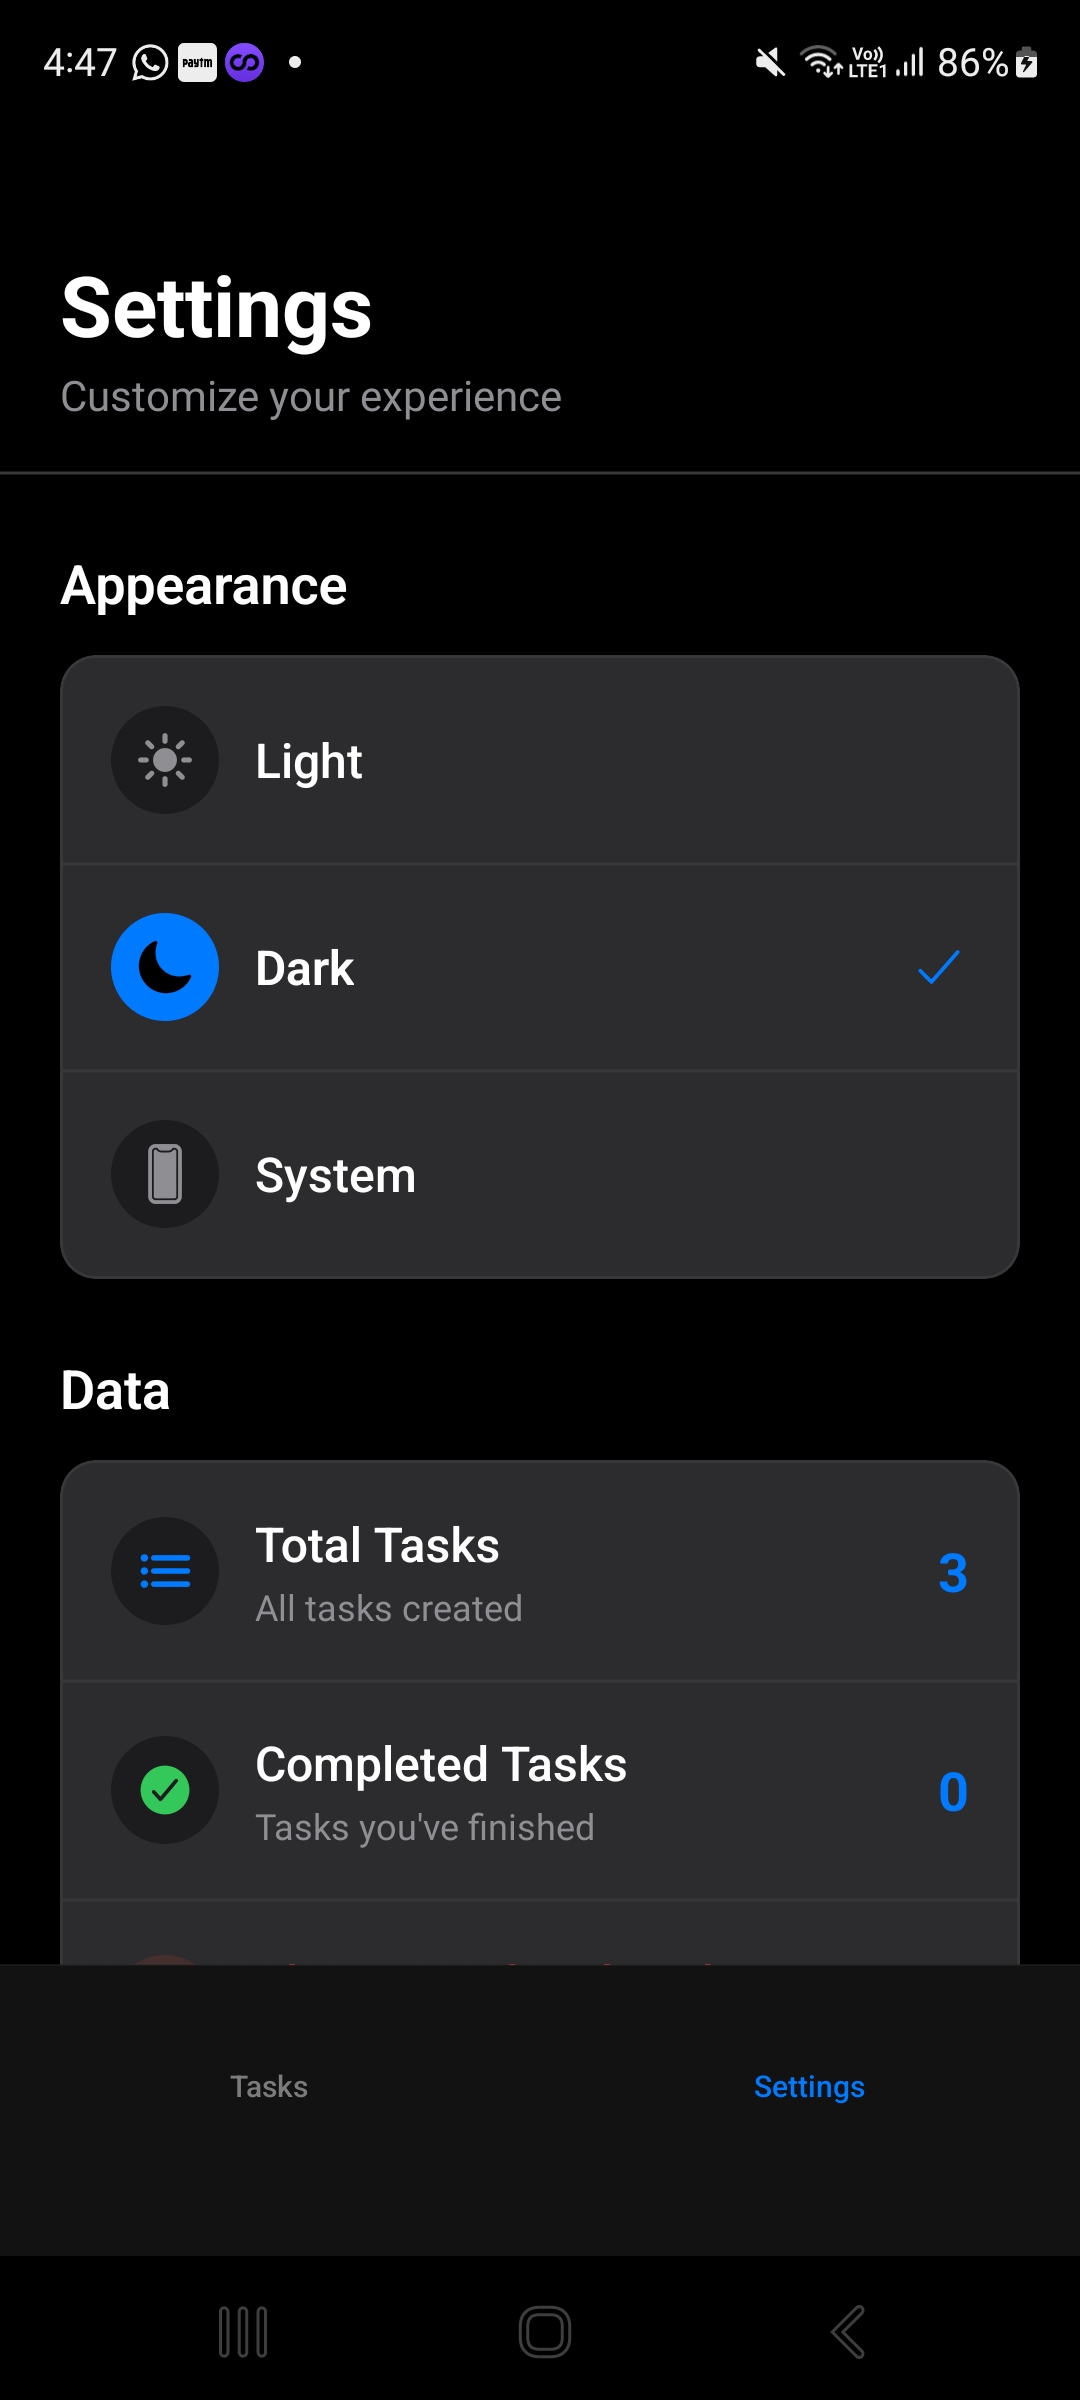 4:47 paytm Vo)) LTE1 86%
Settings
Customize your experience
Appearance
Light
Dark
System
Data
Total Tasks
All tasks created
3
Completed Tasks
Tasks you've finished
0
Tasks Settings